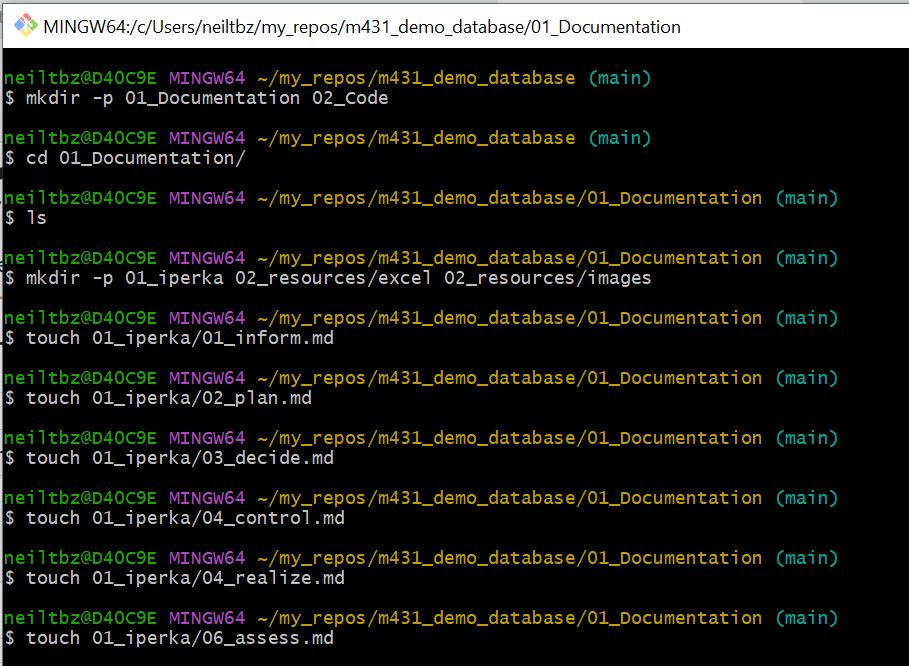 MINGW64:/c/Users/neiltbz/my_repos/m431_demo_database/01_Documentation
neiltbz@D40C9E MINGW64 ~/my_repos/m431_demo_database (main)
$ mkdir -p 01_Documentation 02_Code
neiltbz@D40C9E MINGW64 ~/my_repos/m431_demo_database (main)
$ cd 01_Documentation/
neiltbz@D40C9E MINGW64 ~/my_repos/m431_demo_database/01_Documentation (main)
$ ls
neiltbz@D40C9E MINGW64 ~/my_repos/m431_demo_database/01_Documentation (main)
$ mkdir -p 01_iperka 02_resources/excel 02_resources/images
neiltbz@D40C9E MINGW64 ~/my_repos/m431_demo_database/01_Documentation (main)
$ touch 01_iperka/01_inform.md
neiltbz@D40C9E MINGW64 ~/my_repos/m431_demo_database/01_Documentation (main)
$ touch 01_iperka/02_plan.md
neiltbz@D40C9E MINGW64 ~/my_repos/m431_demo_database/01_Documentation (main)
$ touch 01_iperka/03_decide.md
neiltbz@D40C9E MINGW64 ~/my_repos/m431_demo_database/01_Documentation (main)
$ touch 01_iperka/04_control.md
neiltbz@D40C9E MINGW64 ~/my_repos/m431_demo_database/01_Documentation (main)
$ touch 01_iperka/04_realize.md
neiltbz@D40C9E MINGW64 ~/my_repos/m431_demo_database/01_Documentation (main)
$ touch 01_iperka/06_assess.md